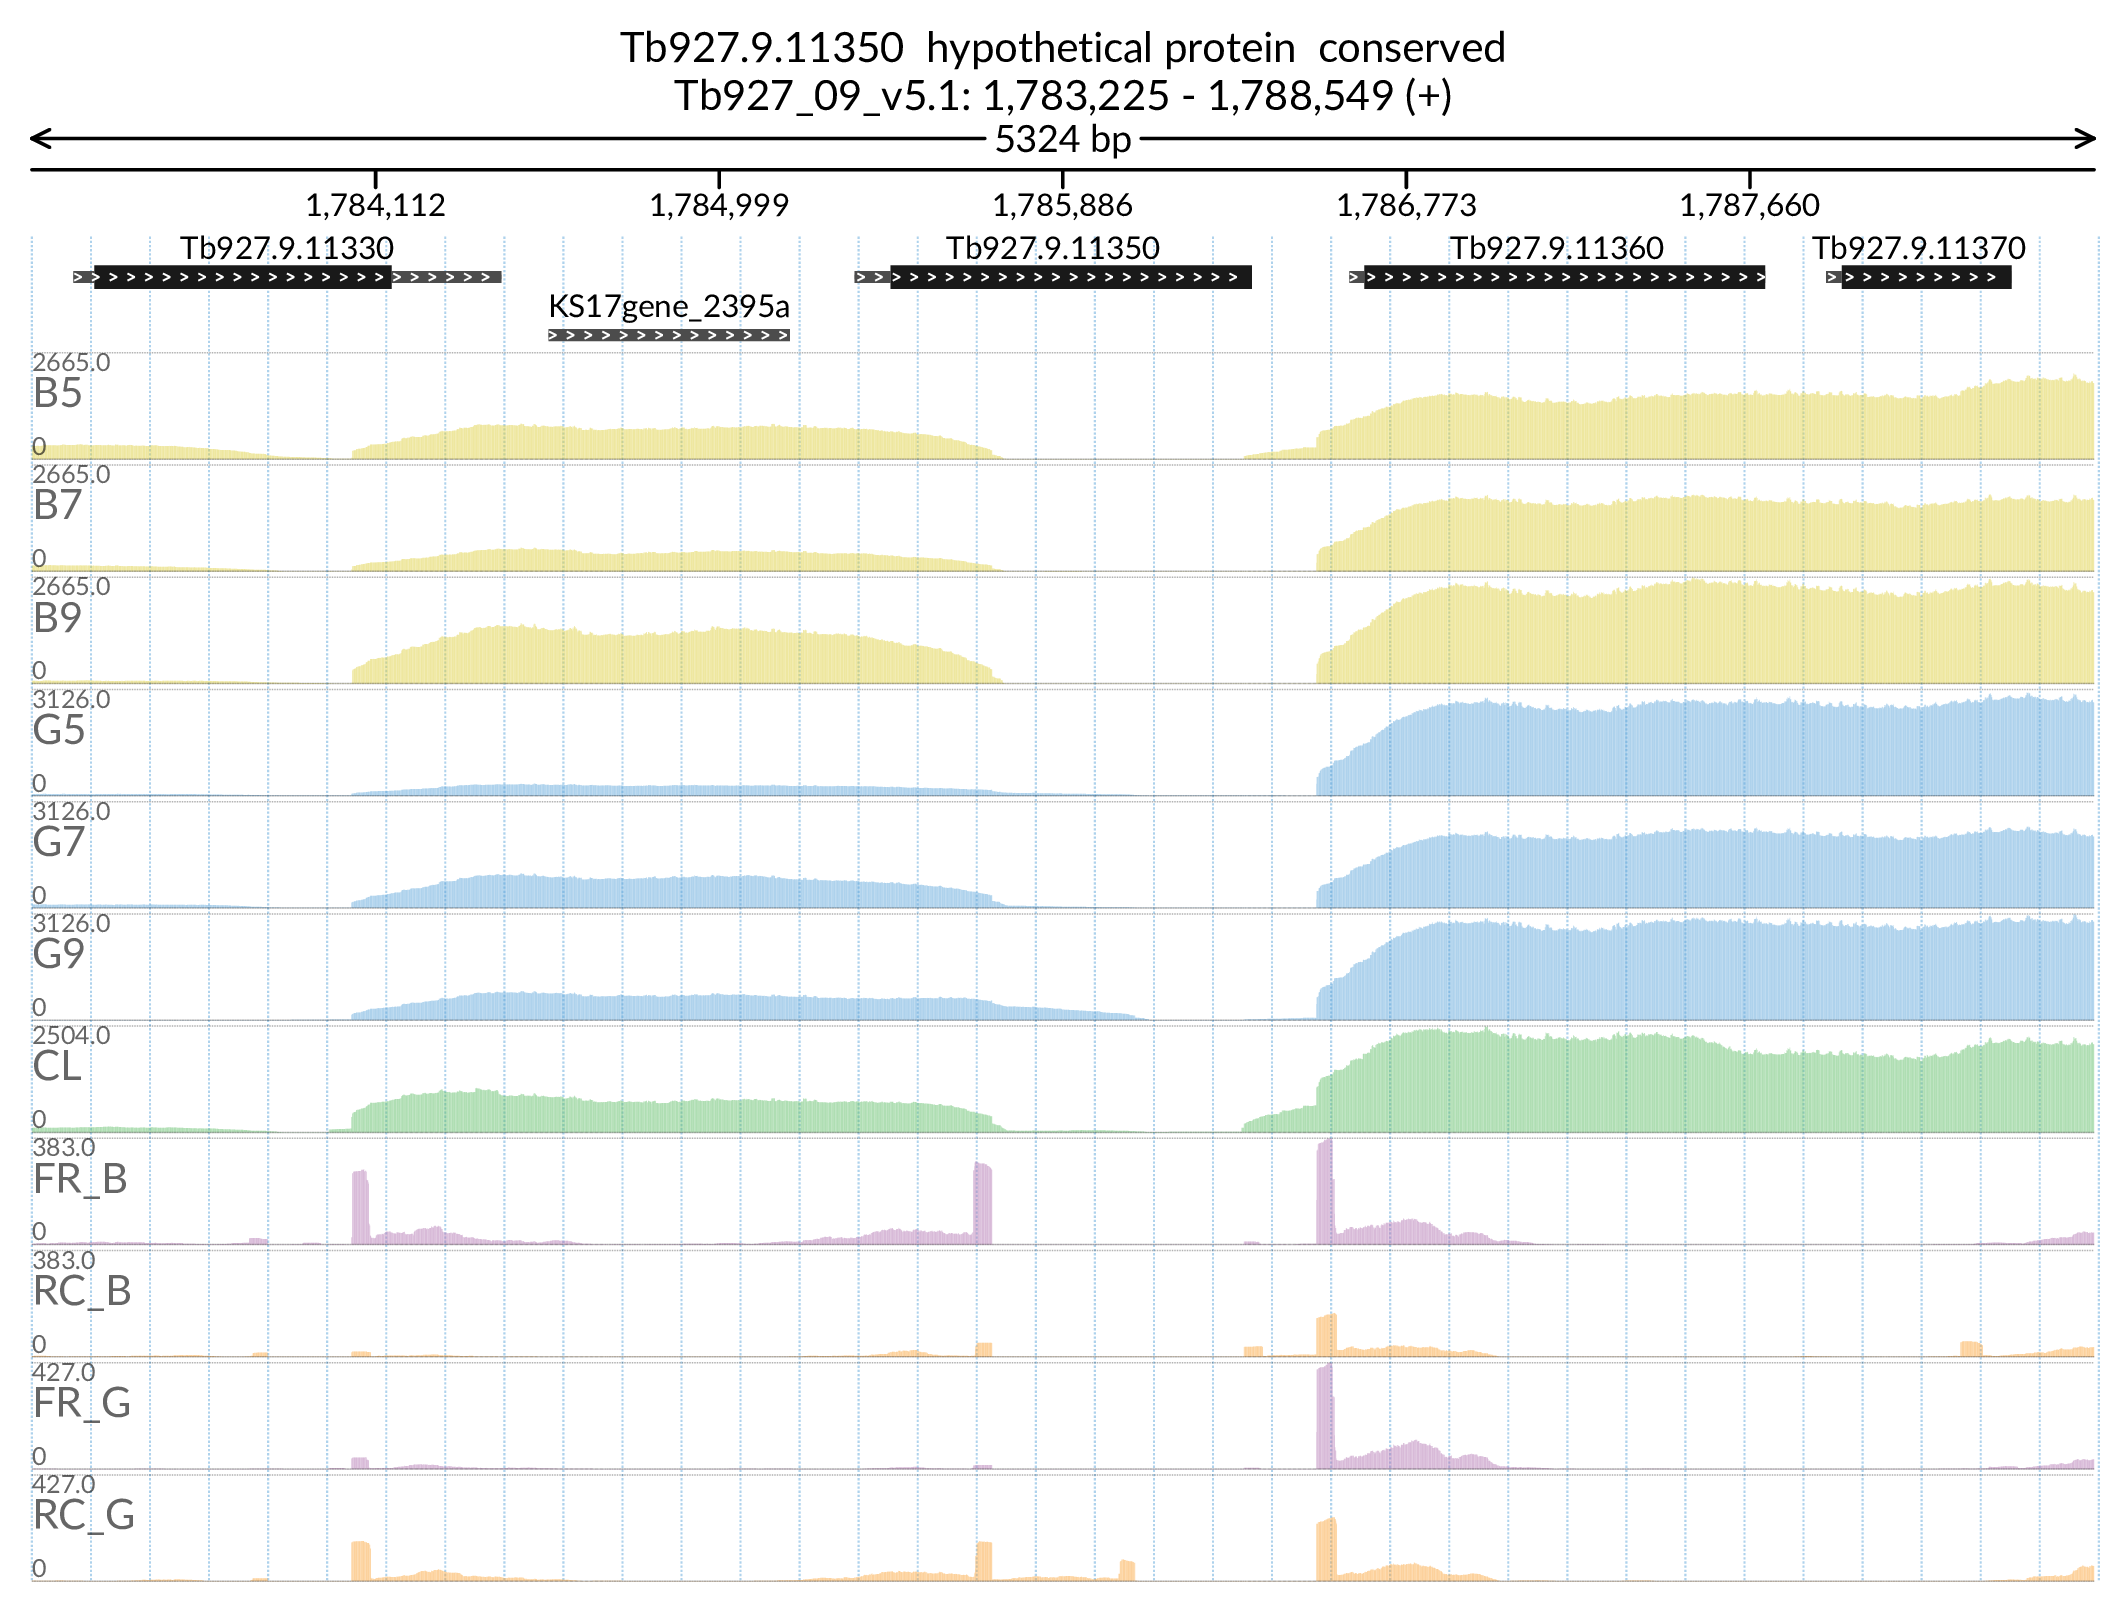 Tb927.9.11350  hypothetical protein  conserved
Tb927_09_v5.1: 1,783,225 - 1,788,549 (+)
5324 bp
1,784,112 1,784,999 1,785,886 1,786,773 1,787,660
Tb927.9.11330 Tb927.9.11350 Tb927.9.11360 Tb927.9.11370
KS17gene_2395a
2665.0
B5
0
2665.0
B7
0
2665.0
B9
0
3126.0
G5
0
3126.0
G7
0
3126.0
G9
0
2504.0
CL
0
383.0
FR_B
0
383.0
RC_B
0
427.0
FR_G
0
427.0
RC_G
0